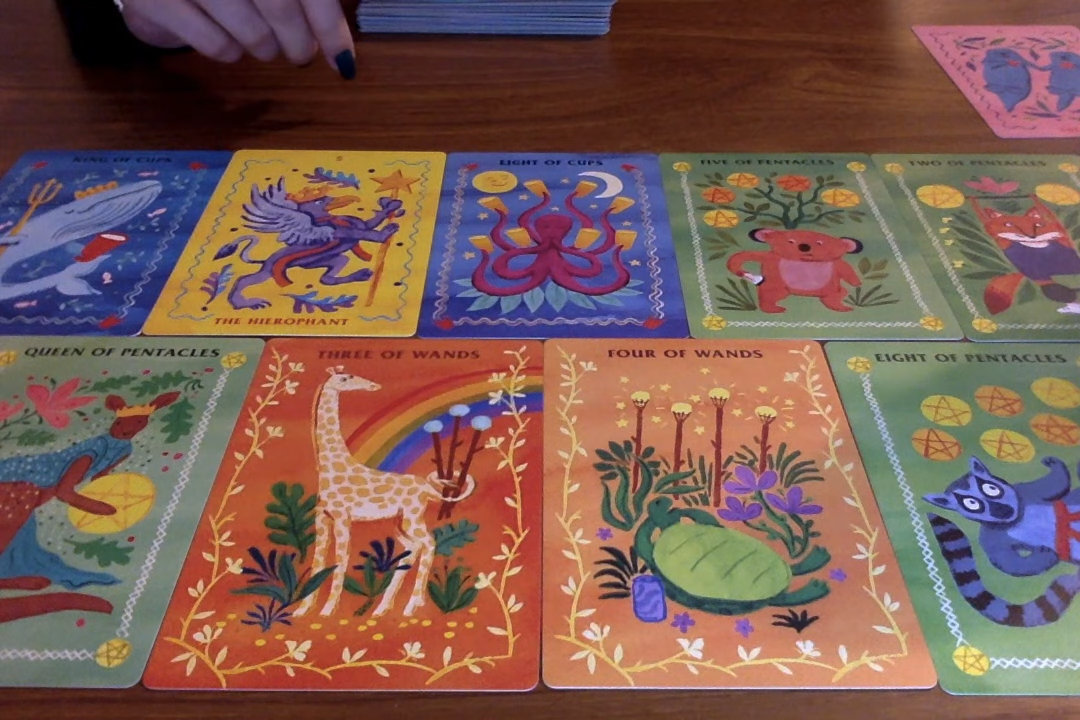 KING OF CUPS
5
THE HIEROPHANT
EIGHT OF CUPS
FIVE OF PENTACLES
TWO OF PENTACLES
QUEEN OF PENTACLES
THREE OF WANDS
FOUR OF WANDS
EIGHT OF PENTACLES